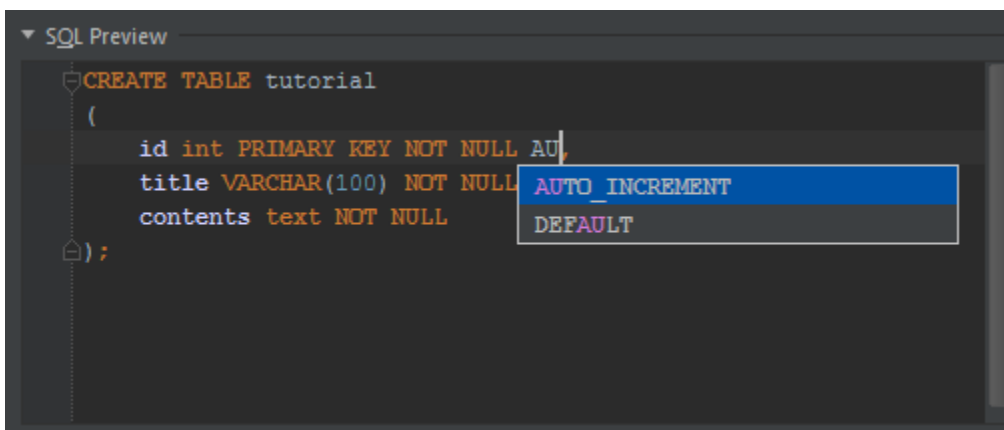 SQL Preview
CREATE TABLE tutorial
(
id int PRIMARY KEY NOT NULL AU,
title VARCHAR(100) NOT NULL
AUTO_INCREMENT
contents text NOT NULL
DEFAULT
);